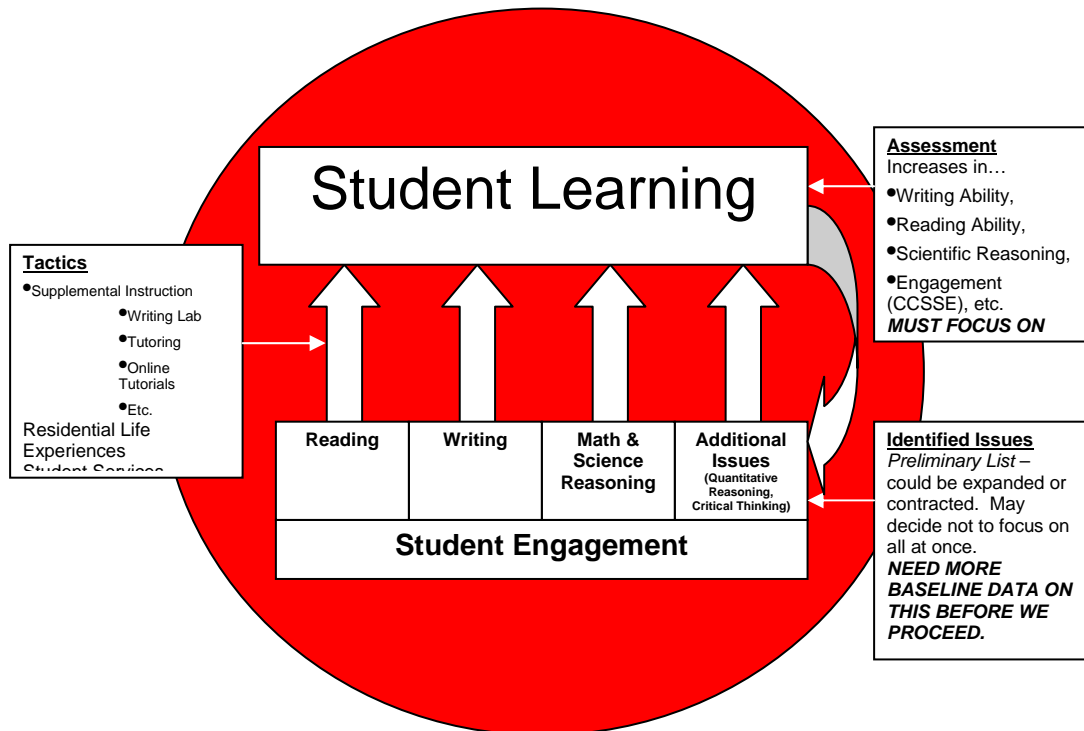 Student Learning
Assessment
Increases in…
•Writing Ability,
•Reading Ability,
•Scientific Reasoning,
•Engagement
(CCSSE), etc.
MUST FOCUS ON
Tactics
•Supplemental Instruction
•Writing Lab
•Tutoring
•Online
Tutorials
•Etc.
Residential Life
Experiences
Student Services
Reading
Writing
Math &
Science
Reasoning
Additional
Issues
(Quantitative
Reasoning,
Critical Thinking)
Student Engagement
Identified Issues
Preliminary List –
could be expanded or
contracted.  May
decide not to focus on
all at once.
NEED MORE
BASELINE DATA ON
THIS BEFORE WE
PROCEED.